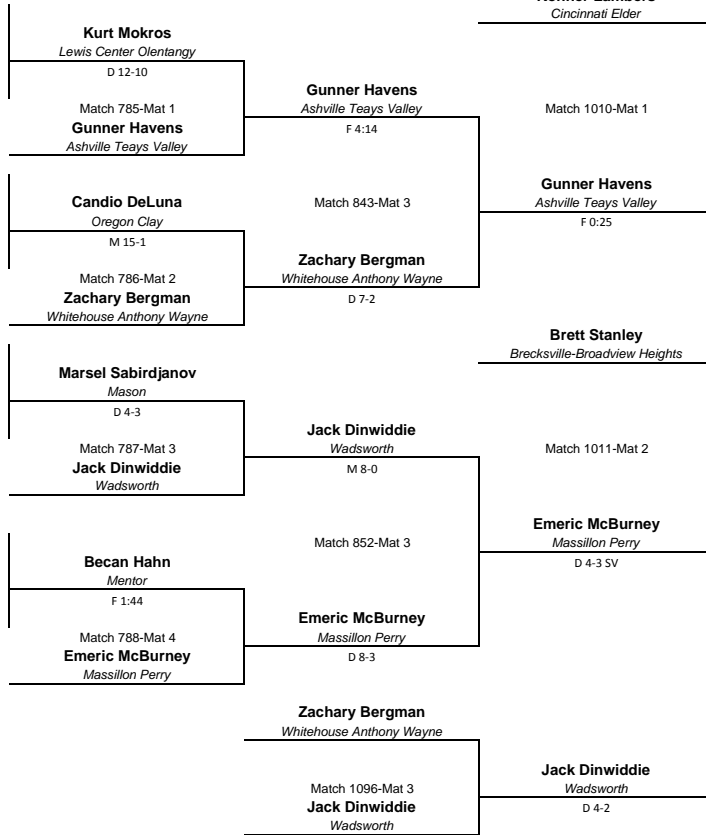 Cincinnati Elder
Kurt Mokros
Lewis Center Olentangy
D 12-10
Match 785-Mat 1
Gunner Havens
Ashville Teays Valley
Gunner Havens
Ashville Teays Valley
F 4:14
Match 1010-Mat 1
Candio DeLuna
Oregon Clay
M 15-1
Match 786-Mat 2
Zachary Bergman
Whitehouse Anthony Wayne
Match 843-Mat 3
Zachary Bergman
Whitehouse Anthony Wayne
D 7-2
Gunner Havens
Ashville Teays Valley
F 0:25
Brett Stanley
Brecksville-Broadview Heights
Marsel Sabirdjanov
Mason
D 4-3
Match 787-Mat 3
Jack Dinwiddie
Wadsworth
Jack Dinwiddie
Wadsworth
M 8-0
Match 1011-Mat 2
Becan Hahn
Mentor
F 1:44
Match 788-Mat 4
Emeric McBurney
Massillon Perry
Match 852-Mat 3
Emeric McBurney
Massillon Perry
D 8-3
Emeric McBurney
Massillon Perry
D 4-3 SV
Zachary Bergman
Whitehouse Anthony Wayne
Match 1096-Mat 3
Jack Dinwiddie
Wadsworth
Jack Dinwiddie
Wadsworth
D 4-2